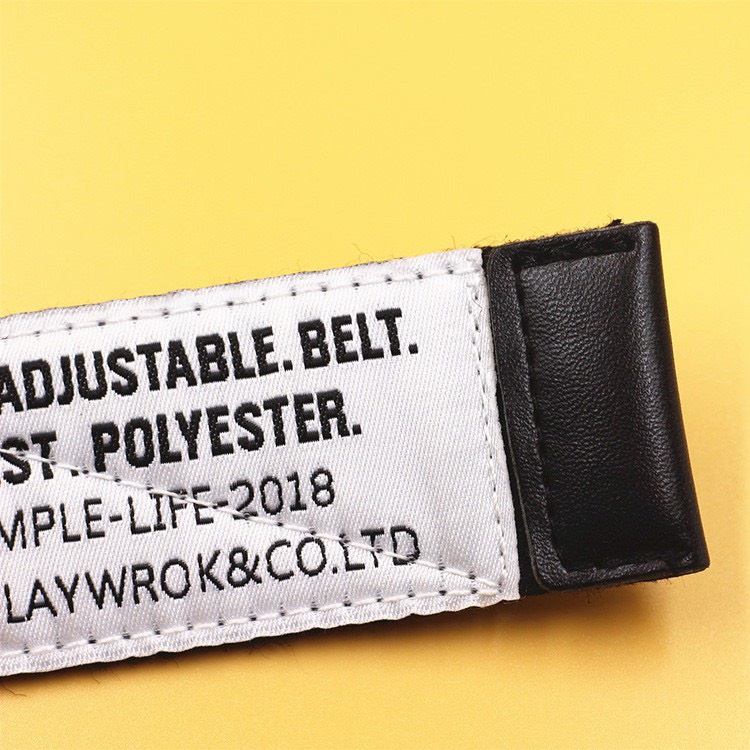 ADJUSTABLE. BELT.
ST. POLYESTER.
MPLE-LIFE-2018
LAYWROK&CO.LTD